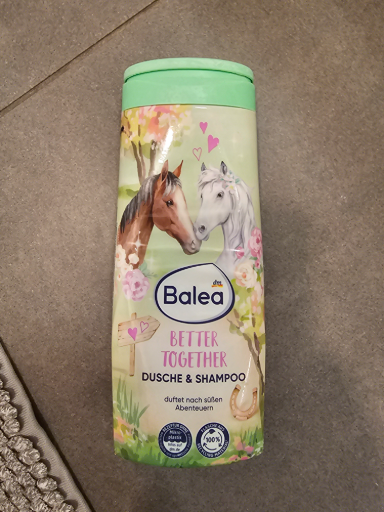 dm
Balea
BETTER
TOGETHER
DUSCHE & SHAMPOO
duftet nach süßen
Abenteuern
100%